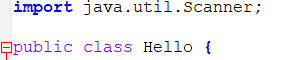 import java.util.Scanner;
public class Hello {